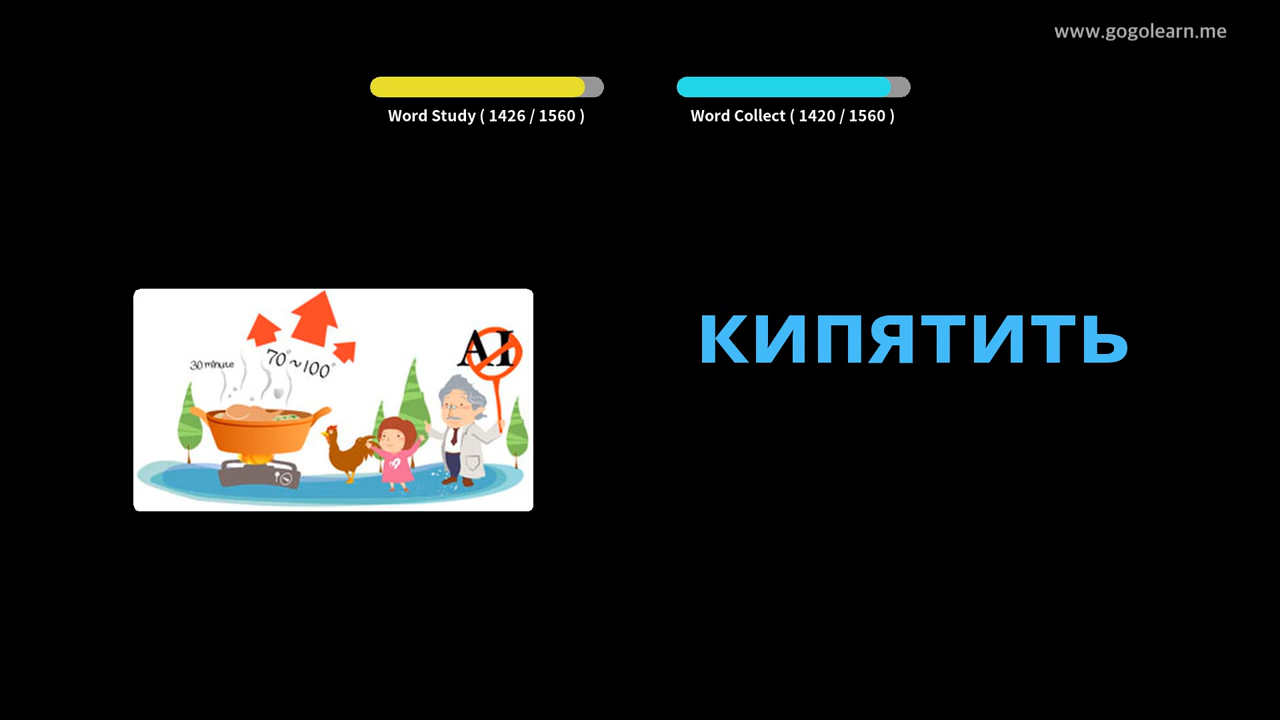 www.gogolearn.me
Word Study ( 1426 / 1560 )
Word Collect ( 1420 / 1560 )
30 minute
70°~100°
AI
кипятить